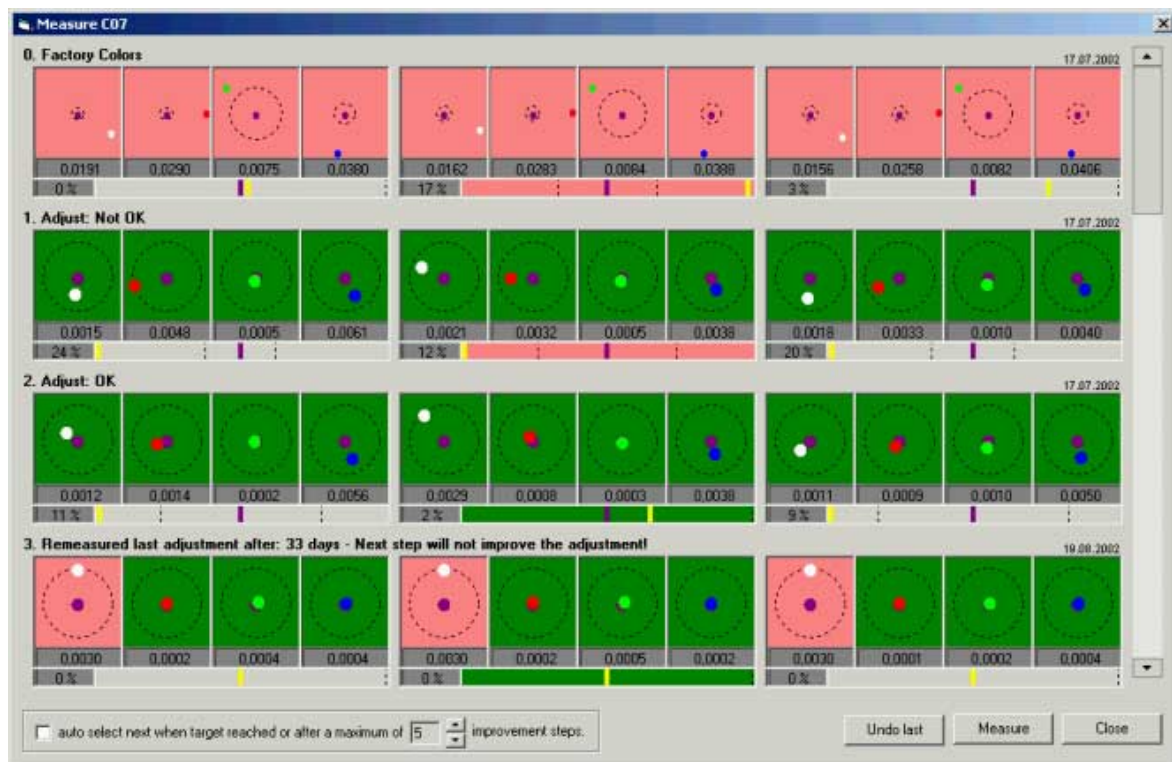 Measure C07
0. Factory Colors 17.07.2002
0,0191 0,0290 0,0075 0,0380 0,0162 0,0283 0,0084 0,0388 0,0156 0,0258 0,0082 0,0406
0 % 17 % 3 %
1. Adjust: Not OK 17.07.2002
0,0015 0,0048 0,0005 0,0061 0,0021 0,0032 0,0005 0,0038 0,0018 0,0033 0,0010 0,0040
24 % 12 % 20 %
2. Adjust: OK 17.07.2002
0,0012 0,0014 0,0002 0,0056 0,0029 0,0008 0,0003 0,0038 0,0011 0,0009 0,0010 0,0050
11 % 2 % 9 %
3. Remeasured last adjustment after: 33 days - Next step will not improve the adjustment! 19.08.2002
0,0030 0,0002 0,0004 0,0004 0,0030 0,0002 0,0005 0,0002 0,0030 0,0001 0,0002 0,0004
0 % 0 % 0 %
auto select next when target reached or after a maximum of 5 improvement steps. Undo last Measure Close